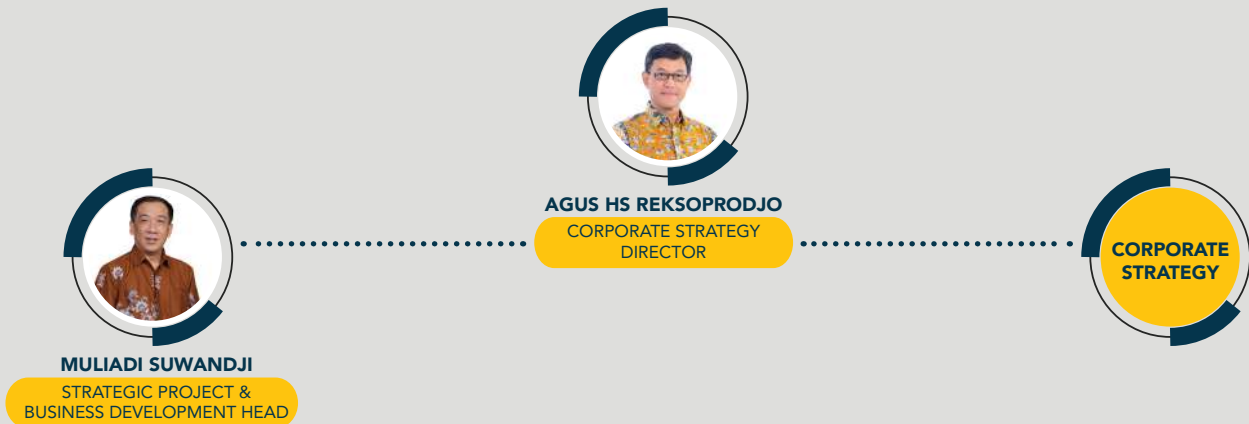 AGUS HS REKSOPRODJO
CORPORATE STRATEGY
DIRECTOR
CORPORATE
STRATEGY
MULIADI SUWANDJI
STRATEGIC PROJECT &
BUSINESS DEVELOPMENT HEAD